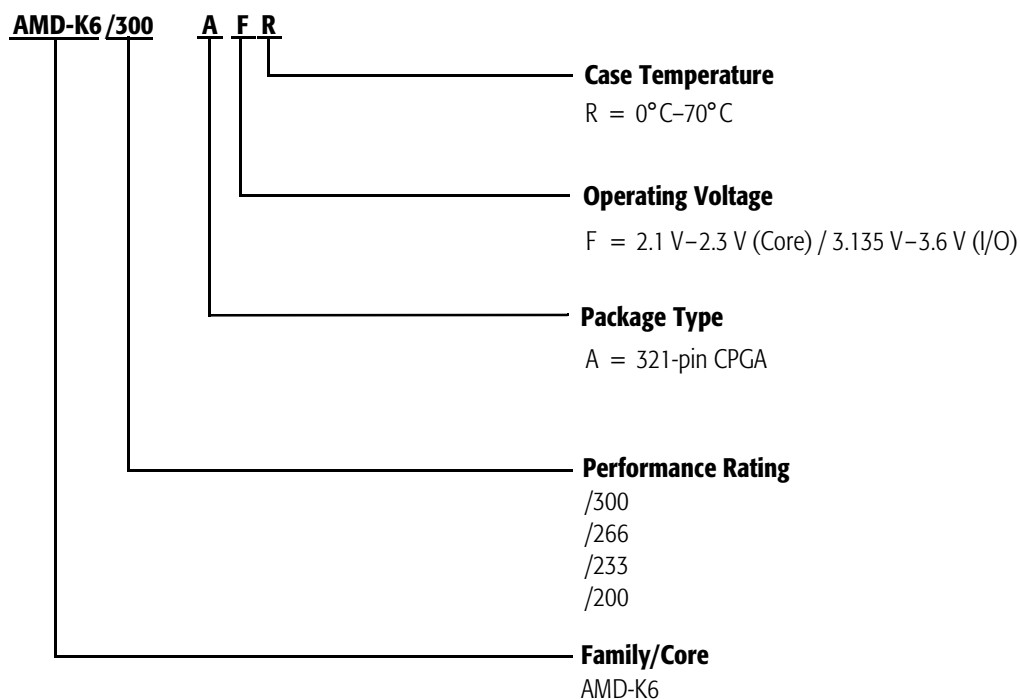 AMD-K6 /300 A F R
Case Temperature
R = 0°C–70°C
Operating Voltage
F = 2.1 V–2.3 V (Core) / 3.135 V–3.6 V (I/O)
Package Type
A = 321-pin CPGA
Performance Rating
/300
/266
/233
/200
Family/Core
AMD-K6